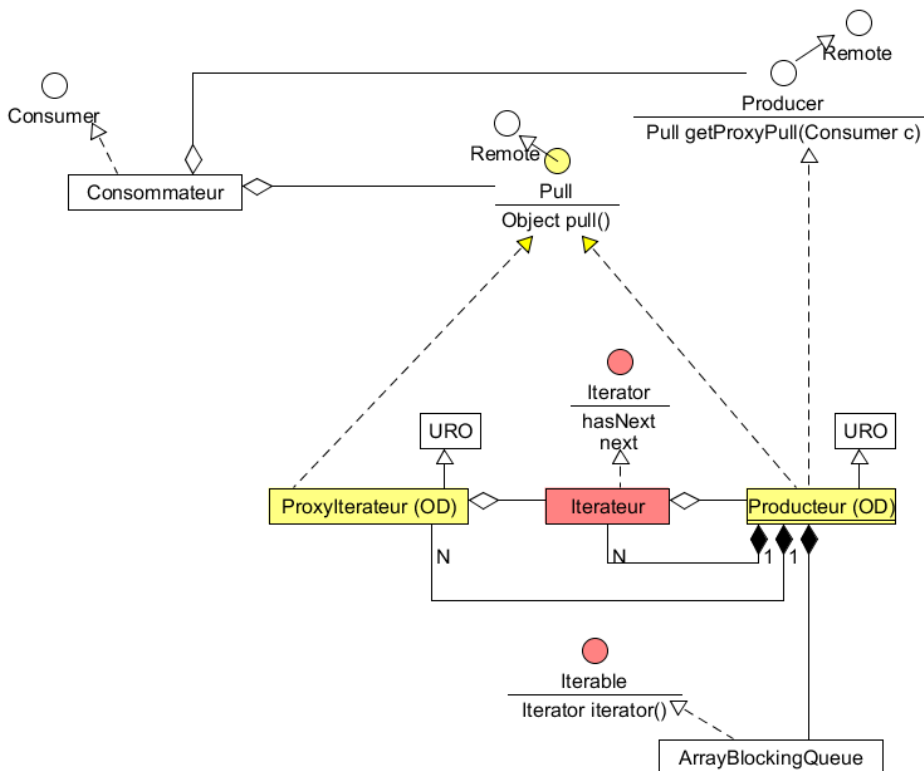 Remote
Consumer
Producer
Pull getProxyPull(Consumer c)
Remote
Consommateur
Pull
Object pull()
Iterator
hasNext
next
URO
URO
ProxyIterateur (OD)
Iterateur
Producteur (OD)
N
N
1
1
Iterable
Iterator iterator()
ArrayBlockingQueue